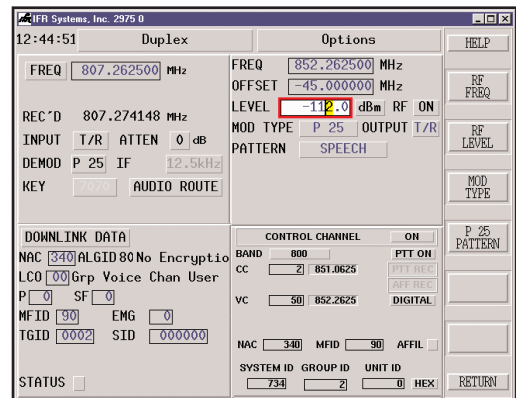 IFR Systems, Inc. 2975 0
12:44:51 Duplex Options
HELP
FREQ 807.262500 MHz
REC'D 807.274148 MHz
INPUT T/R ATTEN 0 dB
DEMOD P 25 IF 12.5kHz
KEY 7070 AUDIO ROUTE
FREQ 852.262500 MHz
OFFSET -45.000000 MHz
LEVEL -112.0 dBm RF ON
MOD TYPE P 25 OUTPUT T/R
PATTERN SPEECH
RF
FREQ
RF
LEVEL
MOD
TYPE
P 25
PATTERN
DOWNLINK DATA
NAC 340 ALGID 80 No Encryptio
LCO 00 Grp Voice Chan User
P 0 SF 0
MFID 90 EMG 0
TGID 0002 SID 000000
STATUS
CONTROL CHANNEL ON
BAND 800 PTT ON
CC 2 851.0625 PTT REC
AFF REC
VC 50 852.2625 DIGITAL
NAC 340 MFID 90 AFFIL
SYSTEM ID GROUP ID UNIT ID
734 2 0 HEX
RETURN